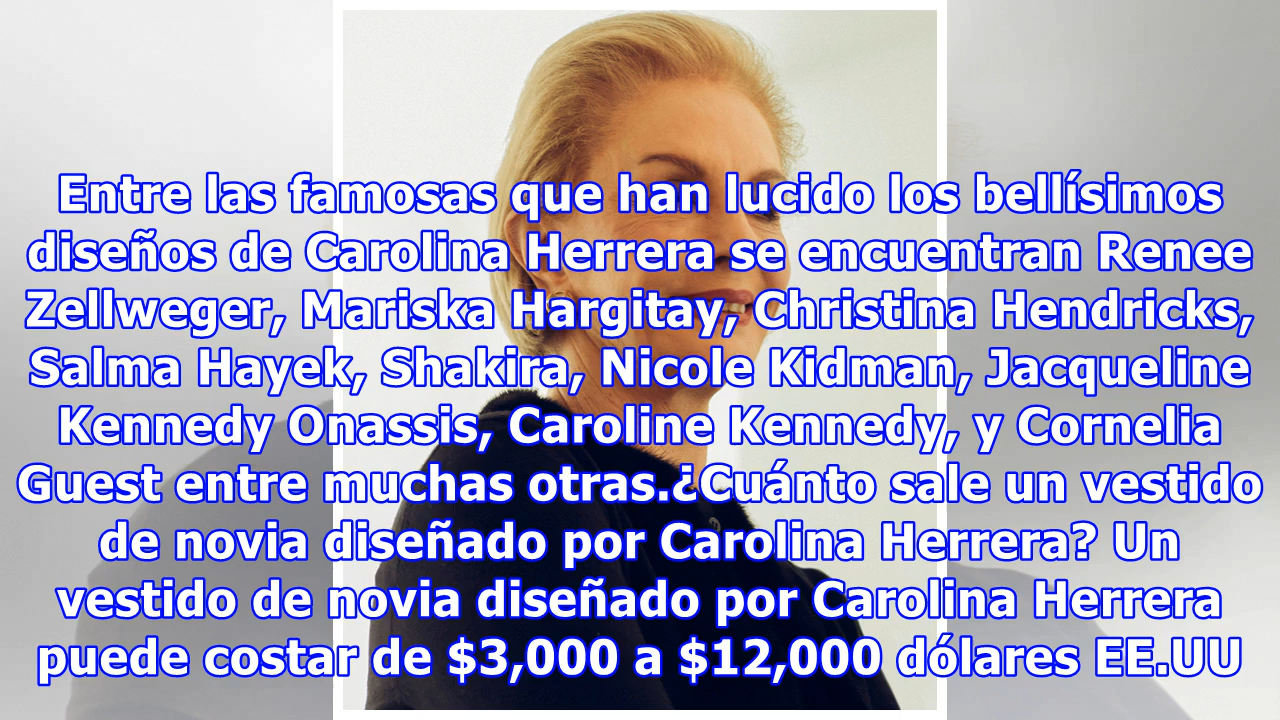 Entre las famosas que han lucido los bellísimos
diseños de Carolina Herrera se encuentran Renee
Zellweger, Mariska Hargitay, Christina Hendricks,
Salma Hayek, Shakira, Nicole Kidman, Jacqueline
Kennedy Onassis, Caroline Kennedy, y Cornelia
Guest entre muchas otras.¿Cuánto sale un vestido
de novia diseñado por Carolina Herrera? Un
vestido de novia diseñado por Carolina Herrera
puede costar de $3,000 a $12,000 dólares EE.UU